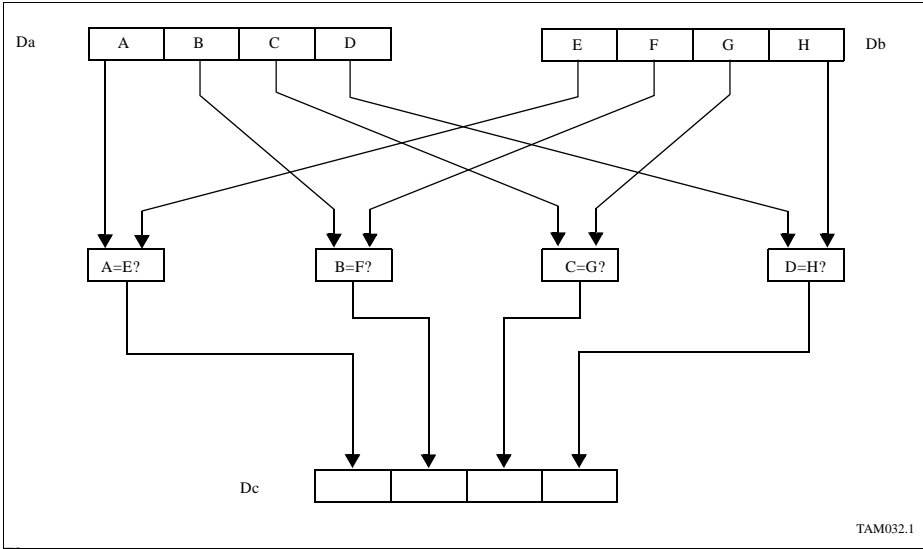 Da A B C D E F G H Db
A=E? B=F? C=G? D=H?
Dc
TAM032.1